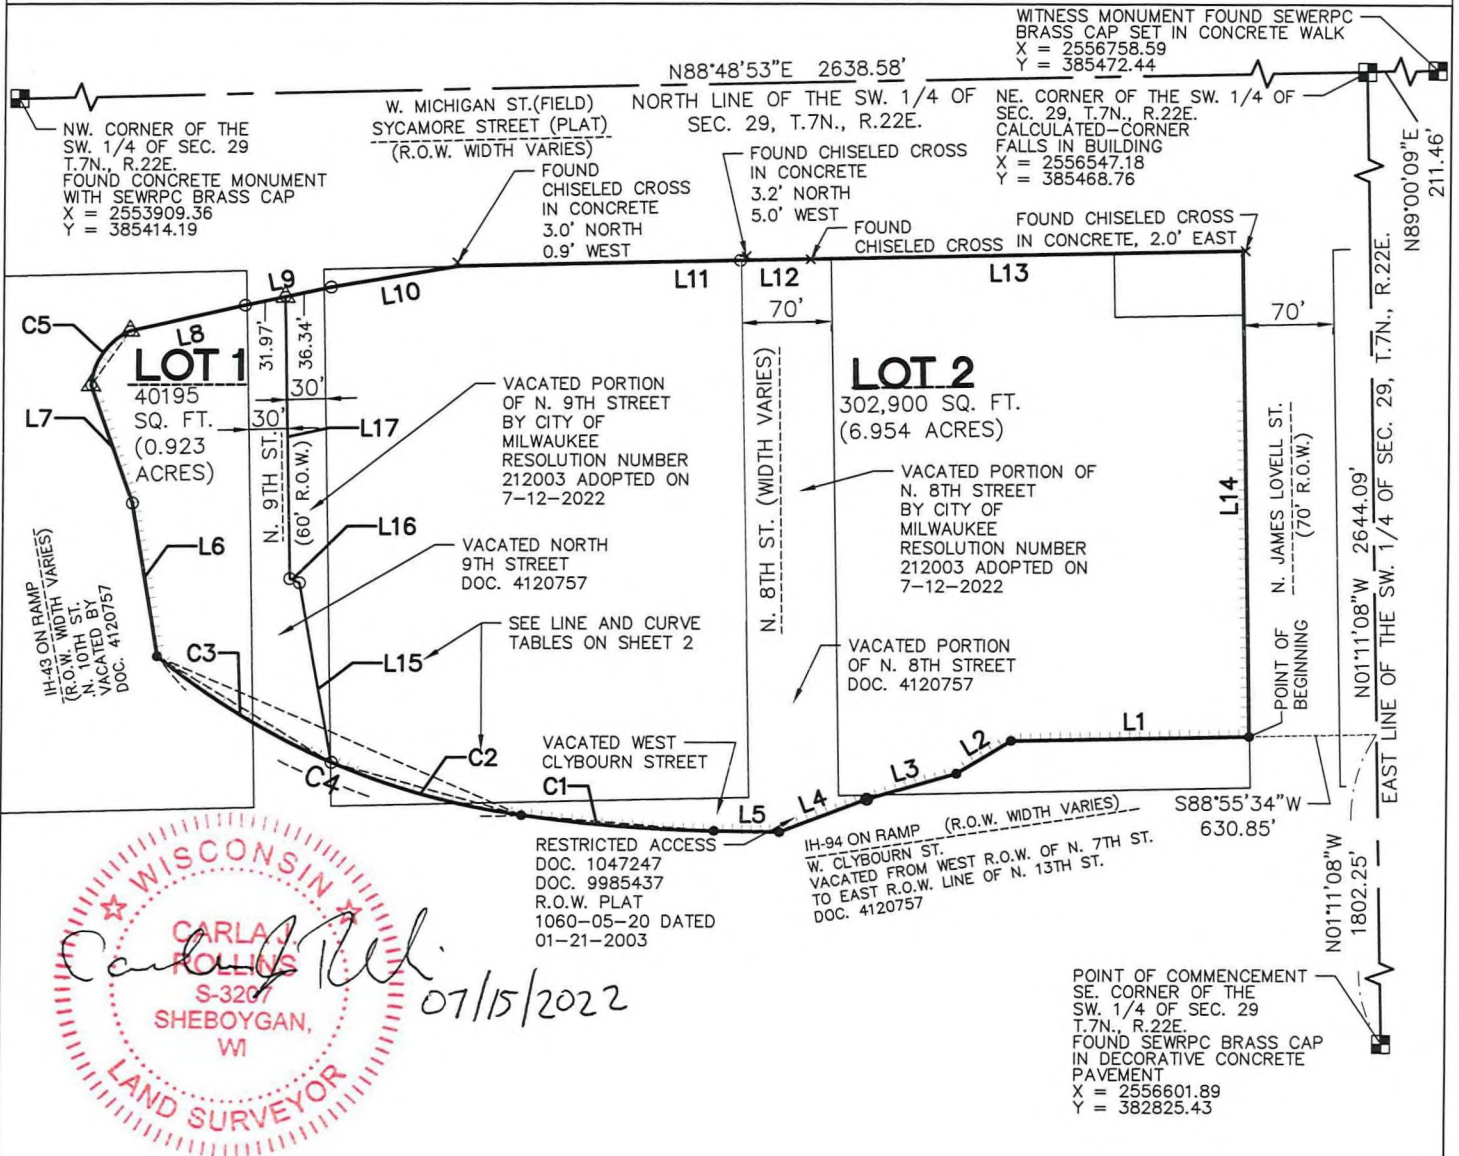 WITNESS MONUMENT FOUND SEWERPC
BRASS CAP SET IN CONCRETE WALK
X = 2556758.59
Y = 385472.44
N88°48'53"E 2638.58'
NORTH LINE OF THE SW. 1/4 OF
SEC. 29, T.7N., R.22E.
W. MICHIGAN ST.(FIELD)
SYCAMORE STREET (PLAT)
(R.O.W. WIDTH VARIES)
NW. CORNER OF THE
SW. 1/4 OF SEC. 29
T.7N., R.22E.
FOUND CONCRETE MONUMENT
WITH SEWRPC BRASS CAP
X = 2553909.36
Y = 385414.19
NE. CORNER OF THE SW. 1/4 OF
SEC. 29, T.7N., R.22E.
CALCULATED-CORNER
FALLS IN BUILDING
X = 2556547.18
Y = 385468.76
N89°00'09"E
211.46'
FOUND
CHISELED CROSS
IN CONCRETE
3.0' NORTH
0.9' WEST
FOUND CHISELED CROSS
IN CONCRETE
3.2' NORTH
5.0' WEST
FOUND
CHISELED CROSS
FOUND CHISELED CROSS
IN CONCRETE, 2.0' EAST
L9
L10
L11
L12
L13
C5
L8
31.97'
36.34'
70'
70'
LOT 1
40195
SQ. FT.
(0.923
ACRES)
30'
30'
L7
L17
N. 9TH ST.
(60' R.O.W.)
VACATED PORTION
OF N. 9TH STREET
BY CITY OF
MILWAUKEE
RESOLUTION NUMBER
212003 ADOPTED ON
7-12-2022
N. 8TH ST. (WIDTH VARIES)
LOT 2
302,900 SQ. FT.
(6.954 ACRES)
VACATED PORTION OF
N. 8TH STREET
BY CITY OF
MILWAUKEE
RESOLUTION NUMBER
212003 ADOPTED ON
7-12-2022
L14
N. JAMES LOVELL ST.
(70' R.O.W.)
N01°11'08"W 2644.09'
EAST LINE OF THE SW. 1/4 OF SEC. 29, T.7N., R.22E.
L16
L6
VACATED NORTH
9TH STREET
DOC. 4120757
IH-43 ON RAMP
(R.O.W. WIDTH VARIES)
N. 10TH ST.
VACATED BY
DOC. 4120757
SEE LINE AND CURVE
TABLES ON SHEET 2
C3
L15
VACATED PORTION
OF N. 8TH STREET
DOC. 4120757
POINT OF
BEGINNING
VACATED WEST
CLYBOURN STREET
L1
L2
L3
L4
L5
C1
C2
C4
S88°55'34"W
630.85'
RESTRICTED ACCESS
DOC. 1047247
DOC. 9985437
R.O.W. PLAT
1060-05-20 DATED
01-21-2003
IH-94 ON RAMP (R.O.W. WIDTH VARIES)
W. CLYBOURN ST.
VACATED FROM WEST R.O.W. OF N. 7TH ST.
TO EAST R.O.W. LINE OF N. 13TH ST.
DOC. 4120757
N01°11'08"W
1802.25'
WISCONSIN
CARLA J.
ROLLINS
S-3207
SHEBOYGAN,
WI
LAND SURVEYOR
07/15/2022
POINT OF COMMENCEMENT
SE. CORNER OF THE
SW. 1/4 OF SEC. 29
T.7N., R.22E.
FOUND SEWRPC BRASS CAP
IN DECORATIVE CONCRETE
PAVEMENT
X = 2556601.89
Y = 382825.43